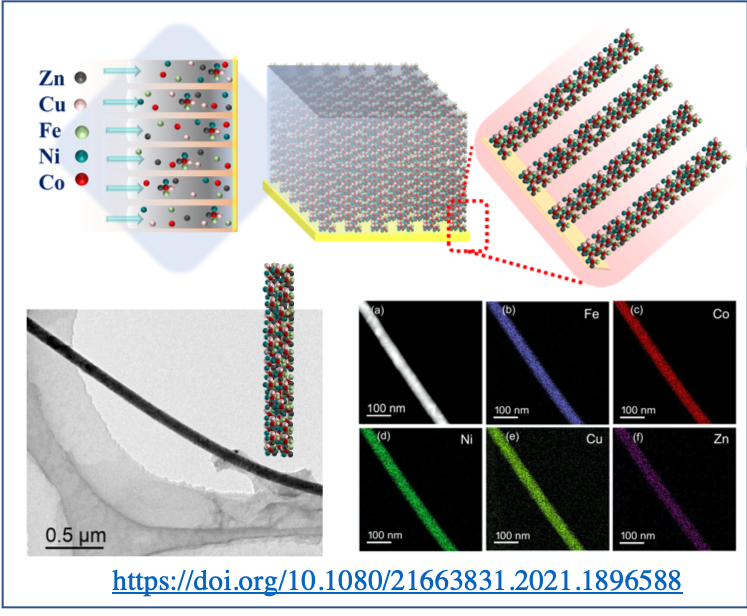 Zn
Cu
Fe
Ni
Co
0.5 μm
(a)
100 nm
(b) Fe
100 nm
(c) Co
100 nm
(d) Ni
100 nm
(e) Cu
100 nm
(f) Zn
100 nm
https://doi.org/10.1080/21663831.2021.1896588